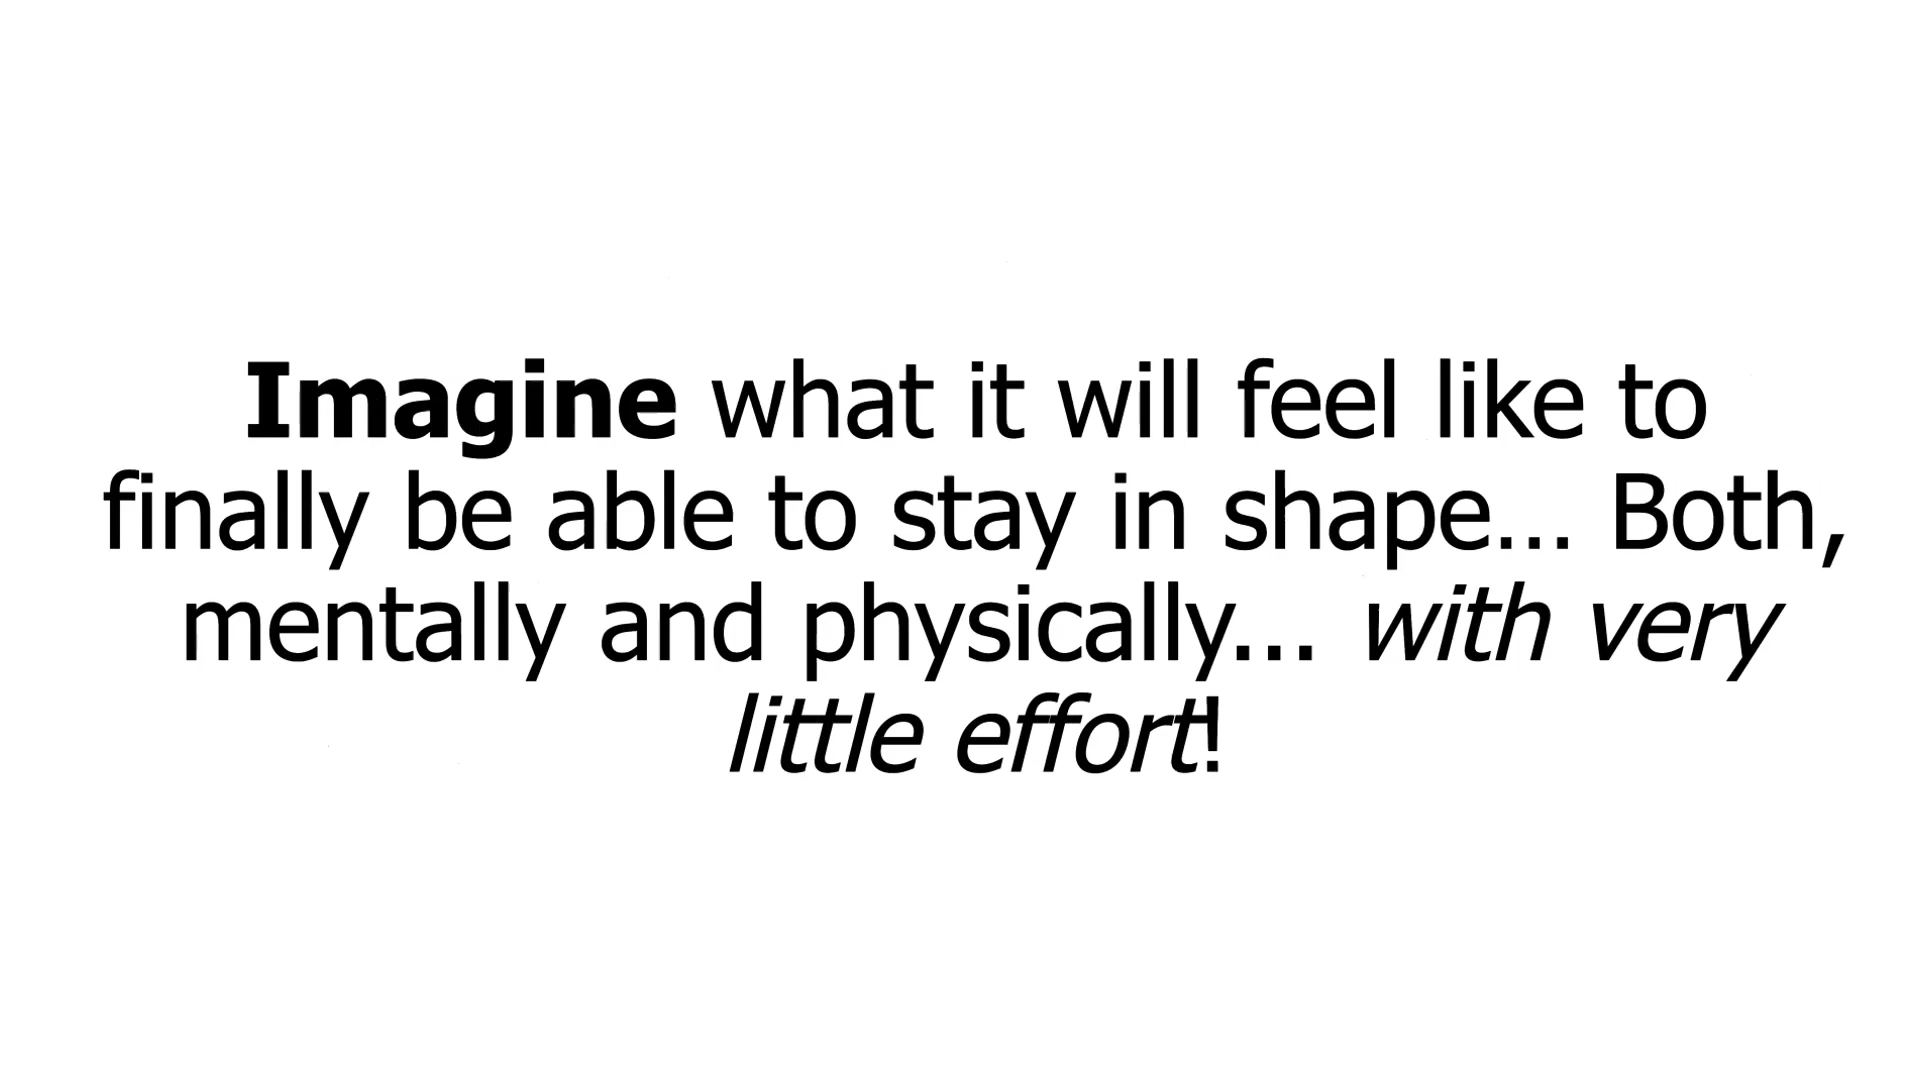 Imagine what it will feel like to
finally be able to stay in shape... Both,
mentally and physically... with very
little effort!